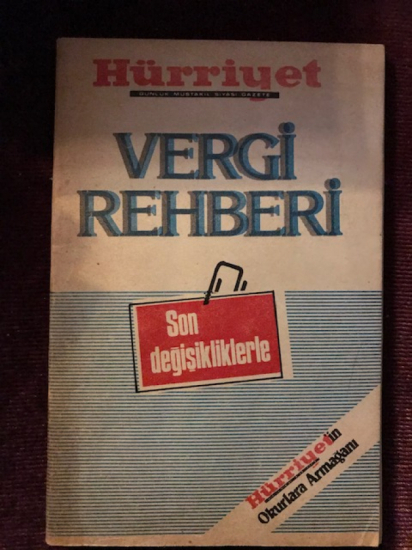 Hürriyet
GÜNLÜK MÜSTAKİL SİYASİ GAZETE
VERGİ
REHBERİ
Son
değişikliklerle
Hürriyet'in
Okurlara Armağanı